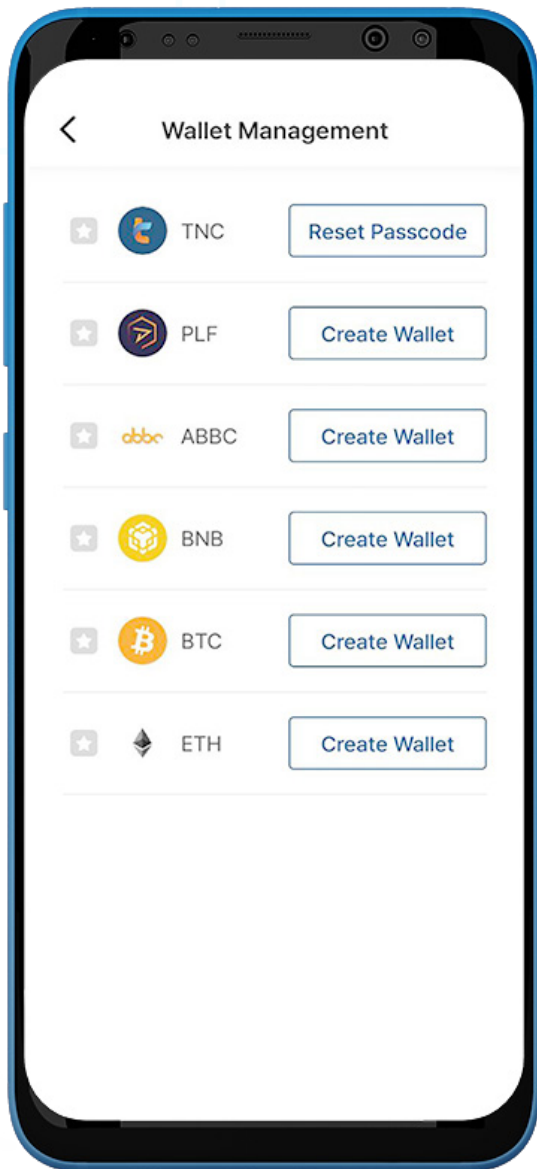 Wallet Management
TNC Reset Passcode
PLF Create Wallet
abbc ABBC Create Wallet
BNB Create Wallet
BTC Create Wallet
ETH Create Wallet